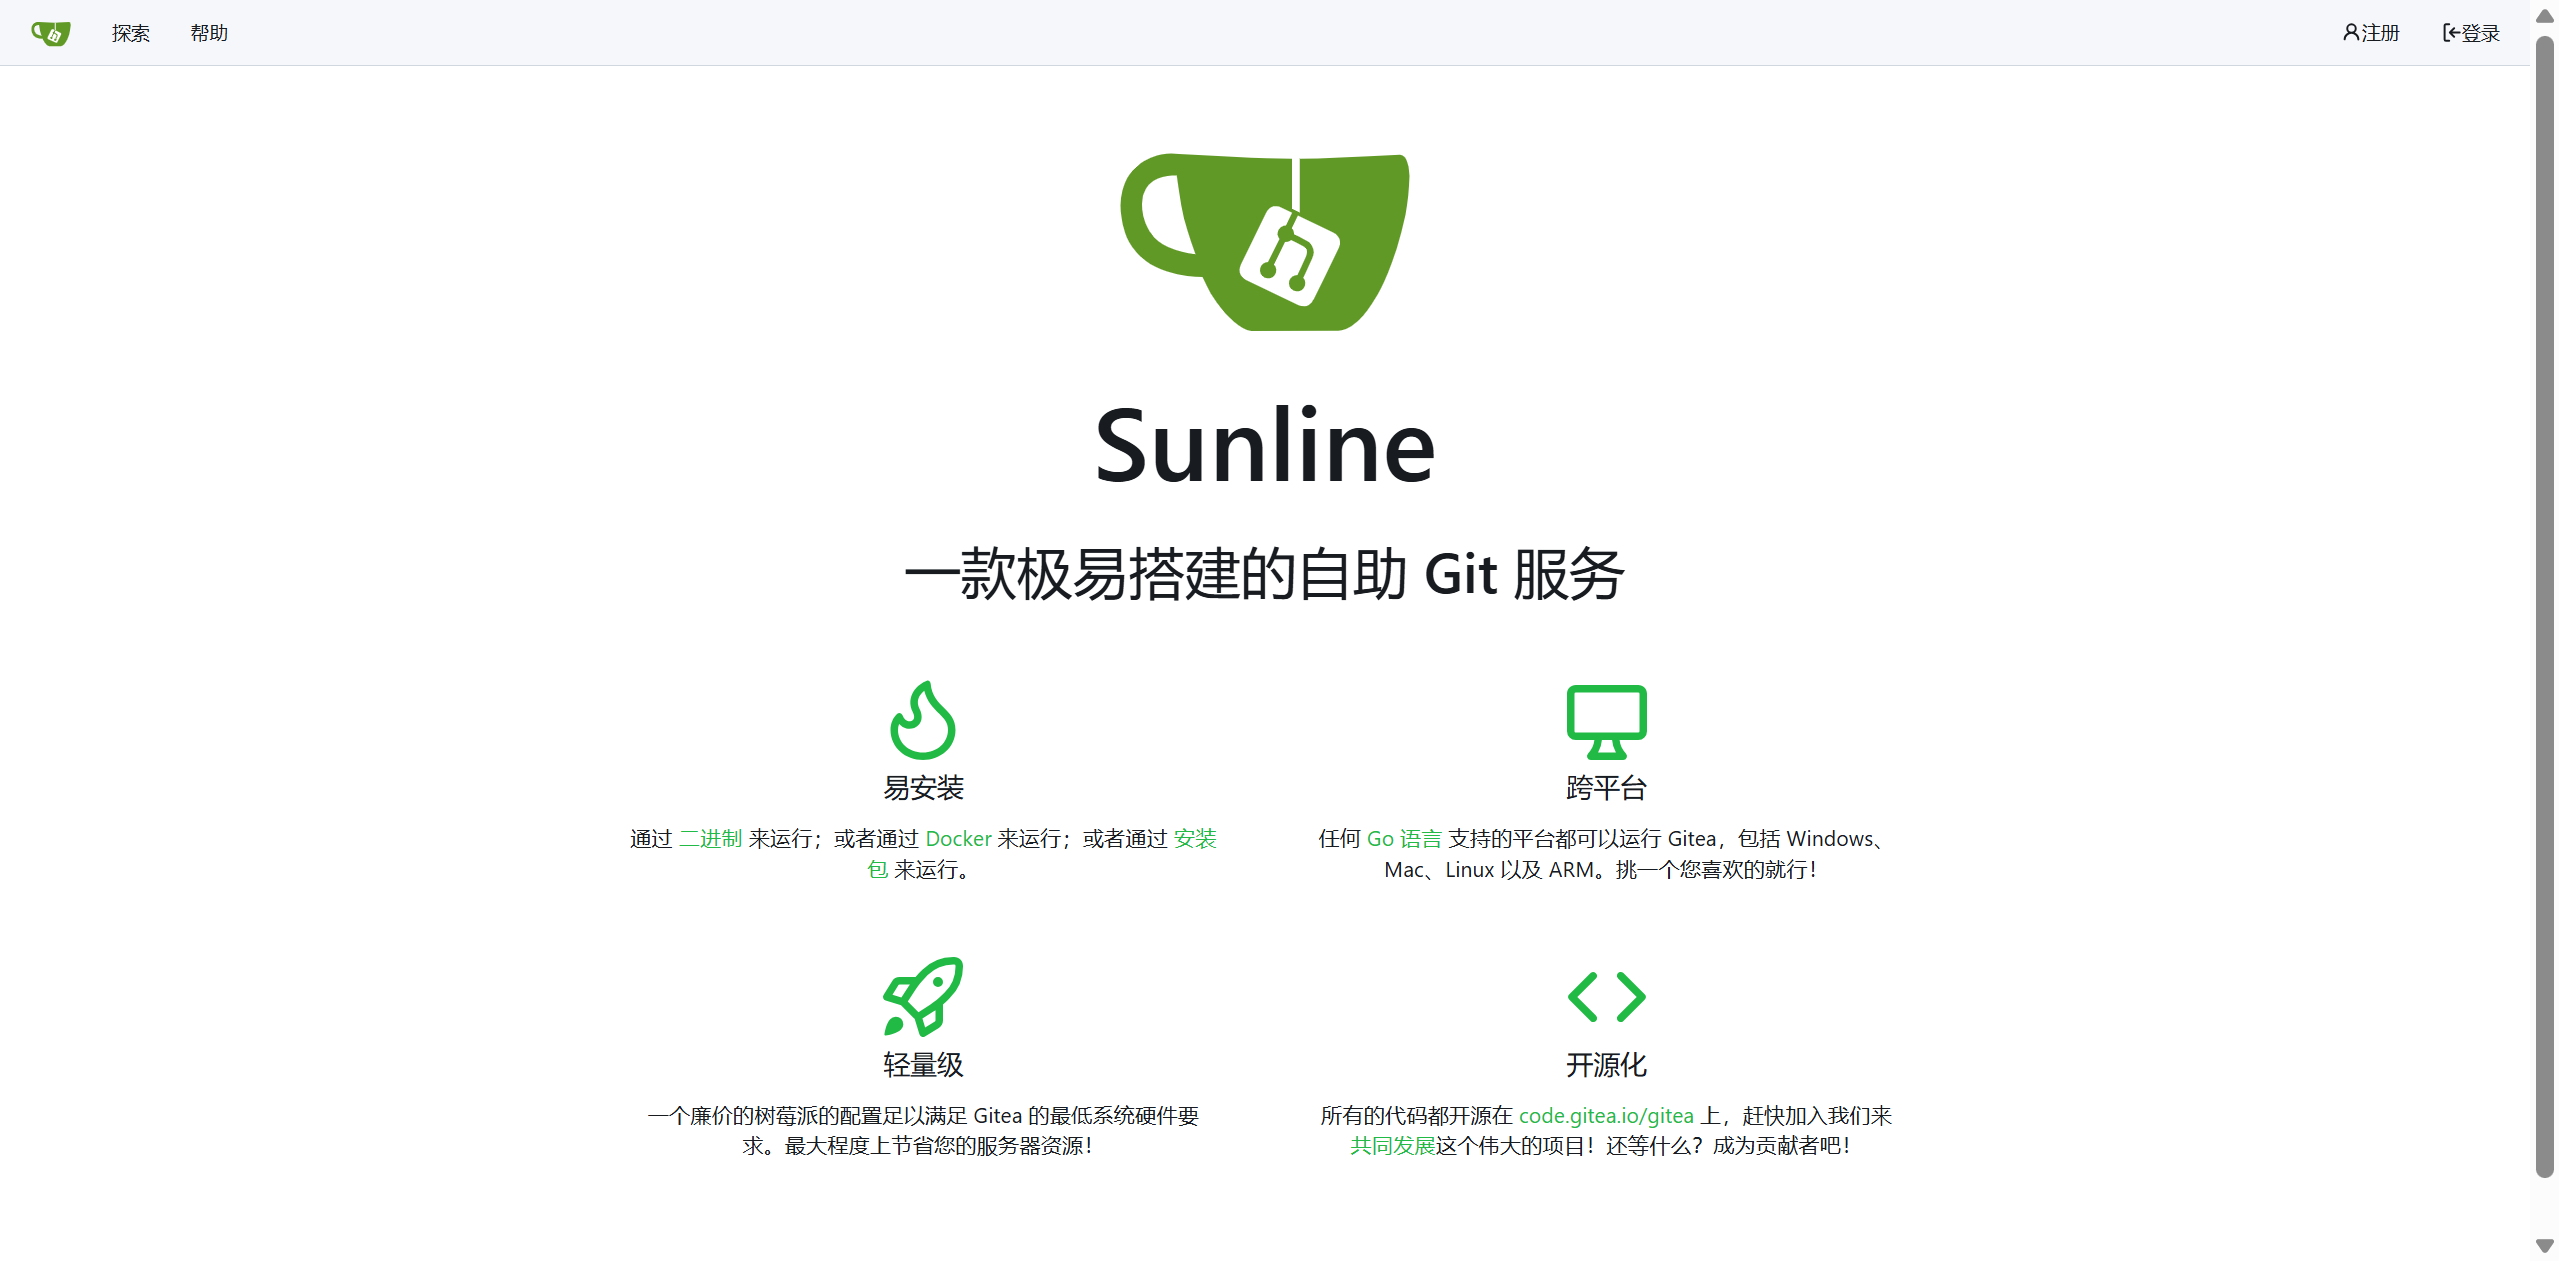 探索 帮助 注册 登录
Sunline
一款极易搭建的自助 Git 服务
易安装
通过 二进制 来运行；或者通过 Docker 来运行；或者通过 安装
包 来运行。
跨平台
任何 Go 语言 支持的平台都可以运行 Gitea，包括 Windows、
Mac、Linux 以及 ARM。挑一个您喜欢的就行！
轻量级
一个廉价的树莓派的配置足以满足 Gitea 的最低系统硬件要
求。最大程度上节省您的服务器资源！
开源化
所有的代码都开源在 code.gitea.io/gitea 上，赶快加入我们来
共同发展这个伟大的项目！还等什么？成为贡献者吧！